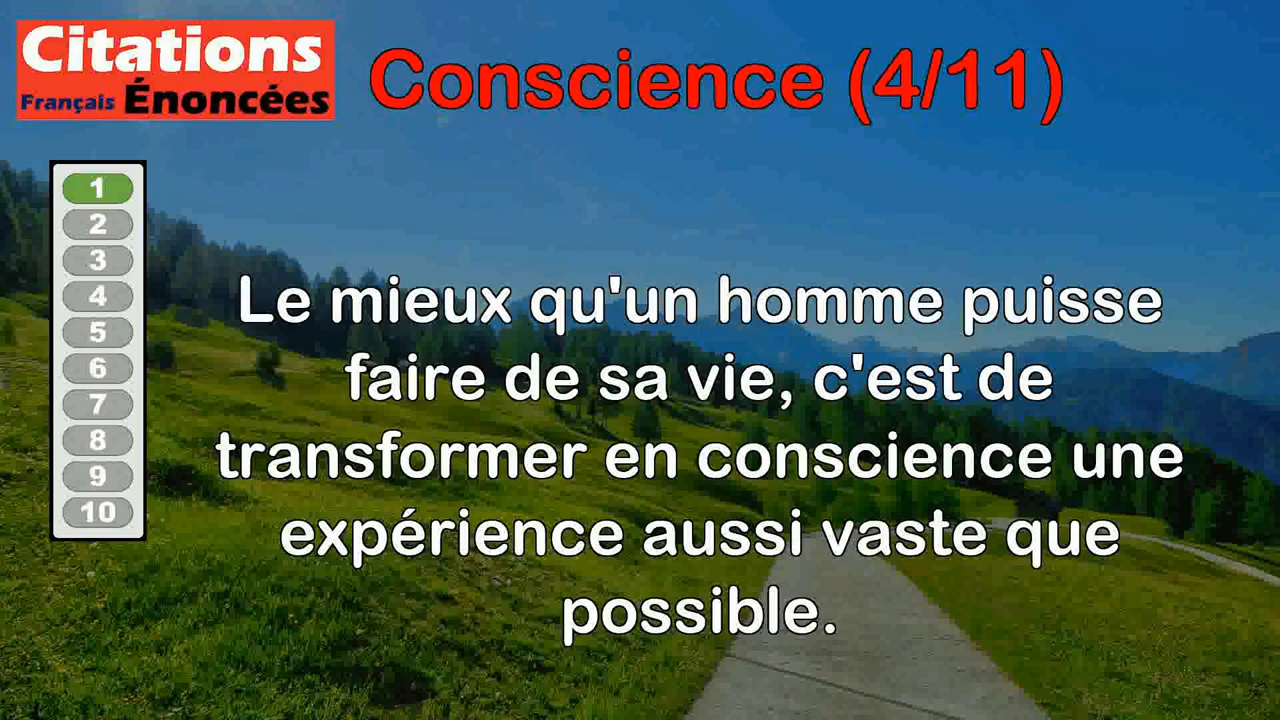 Citations
Français Énoncées
Conscience (4/11)
1
2
3
4
5
6
7
8
9
10
Le mieux qu'un homme puisse
faire de sa vie, c'est de
transformer en conscience une
expérience aussi vaste que
possible.